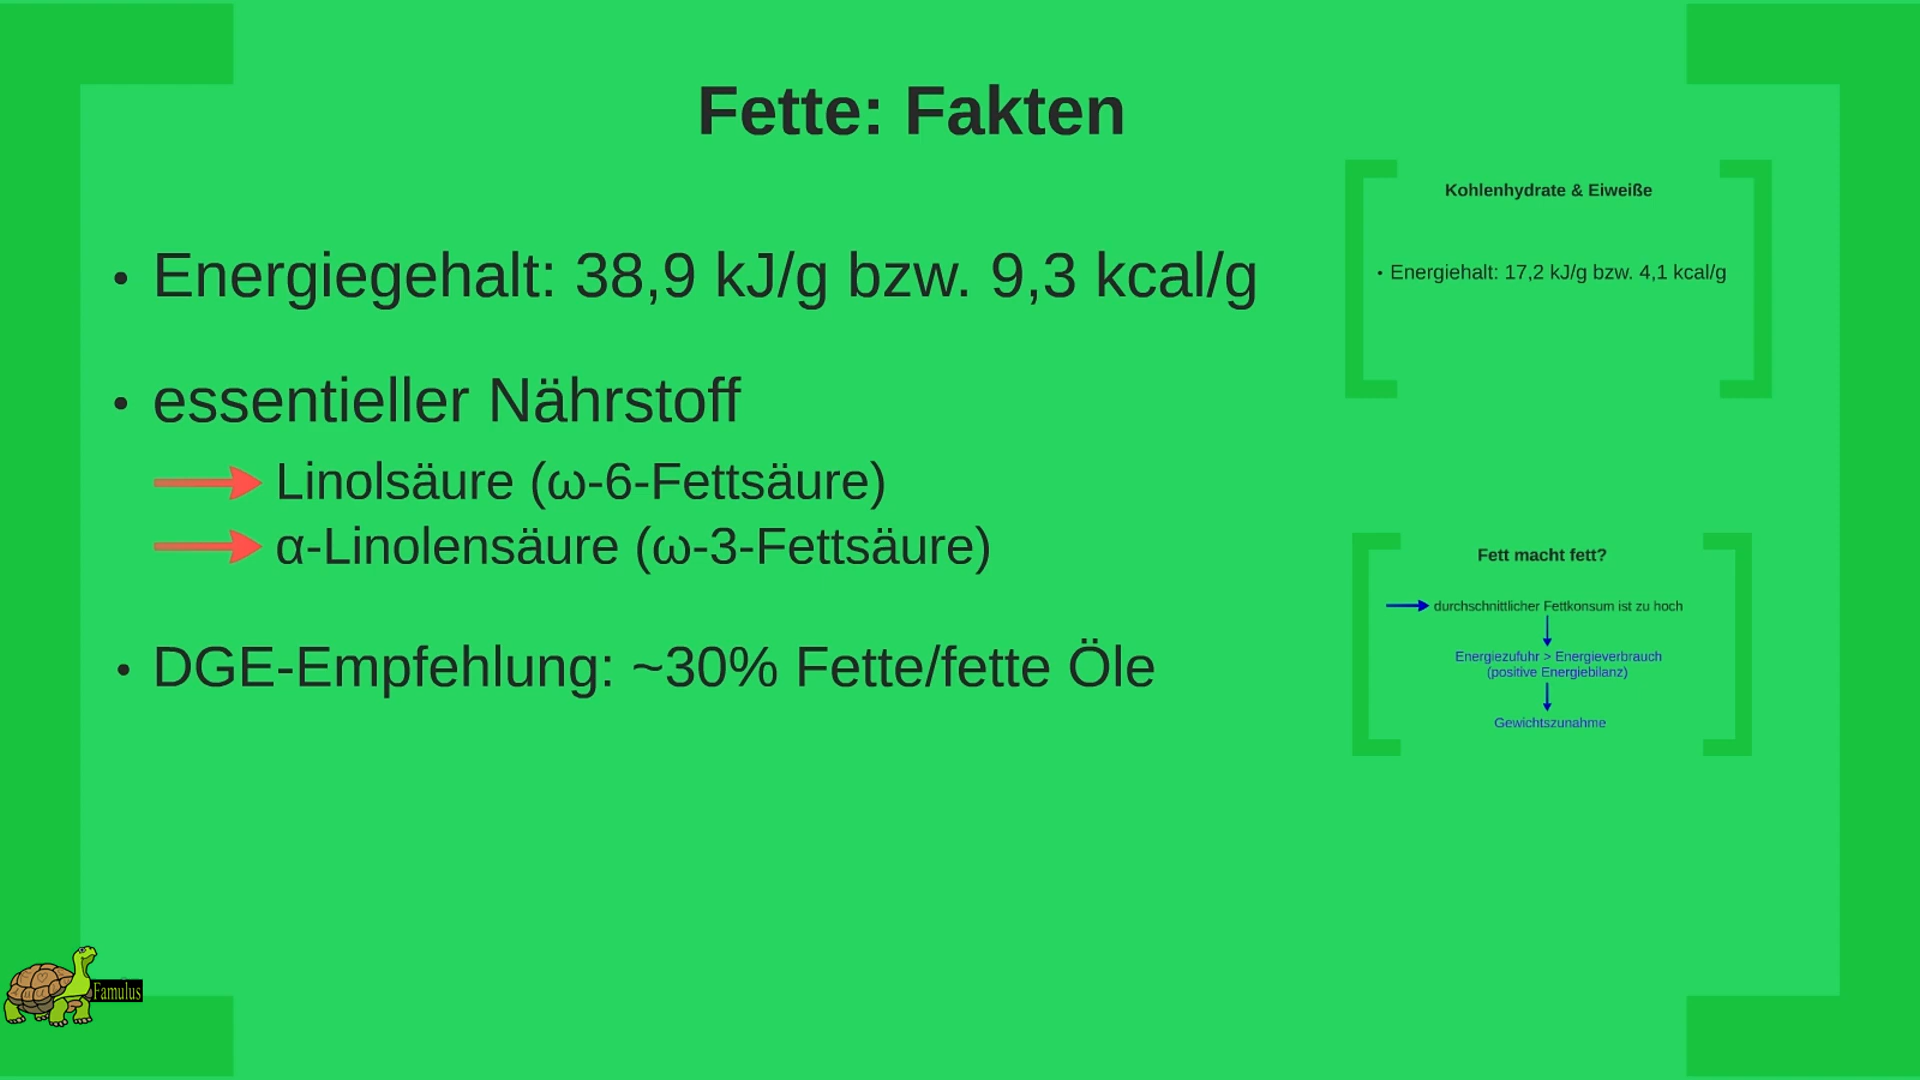 Fette: Fakten
• Energiegehalt: 38,9 kJ/g bzw. 9,3 kcal/g
• essentieller Nährstoff
Linolsäure (ω-6-Fettsäure)
α-Linolensäure (ω-3-Fettsäure)
• DGE-Empfehlung: ~30% Fette/fette Öle
Kohlenhydrate & Eiweiße
• Energiehalt: 17,2 kJ/g bzw. 4,1 kcal/g
Fett macht fett?
durchschnittlicher Fettkonsum ist zu hoch
Energiezufuhr > Energieverbrauch
(positive Energiebilanz)
Gewichtszunahme
Famulus